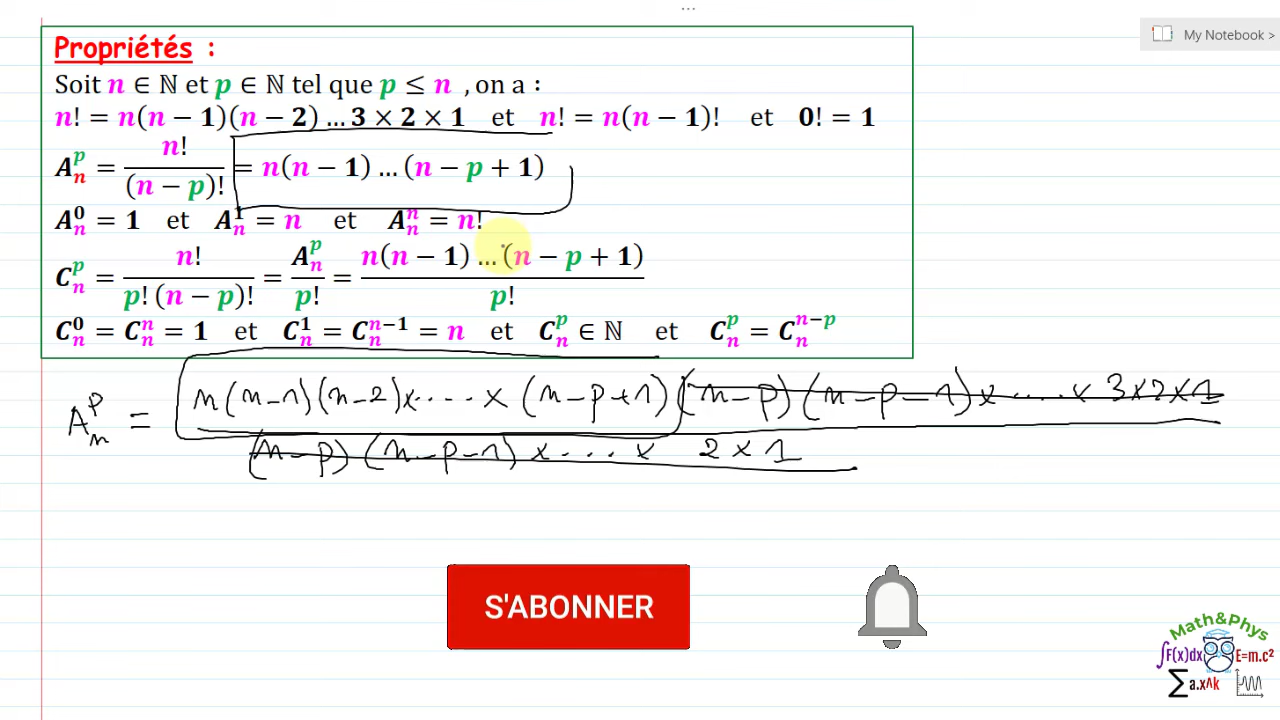 ...
My Notebook >
Propriétés :
Soit n ∈ ℕ et p ∈ ℕ tel que p ≤ n , on a :
n! = n(n − 1)(n − 2) ... 3 × 2 × 1 et n! = n(n − 1)! et 0! = 1
A_n^p = n! / (n − p)! = n(n − 1) ... (n − p + 1)
A_n^0 = 1 et A_n^1 = n et A_n^n = n!
C_n^p = n! / p! (n − p)! = A_n^p / p! = n(n − 1) ... (n − p + 1) / p!
C_n^0 = C_n^n = 1 et C_n^1 = C_n^{n−1} = n et C_n^p ∈ ℕ et C_n^p = C_n^{n−p}
A_n^p = n(n−1)(n−2)×....×(n−p+1)(n−p)(n−p−1)×....×3×2×1 / (n−p)(n−p−1)×....× 2×1
S'ABONNER
Math&Phys
∫F(x)dx E=m.c²
∑ a.x^k